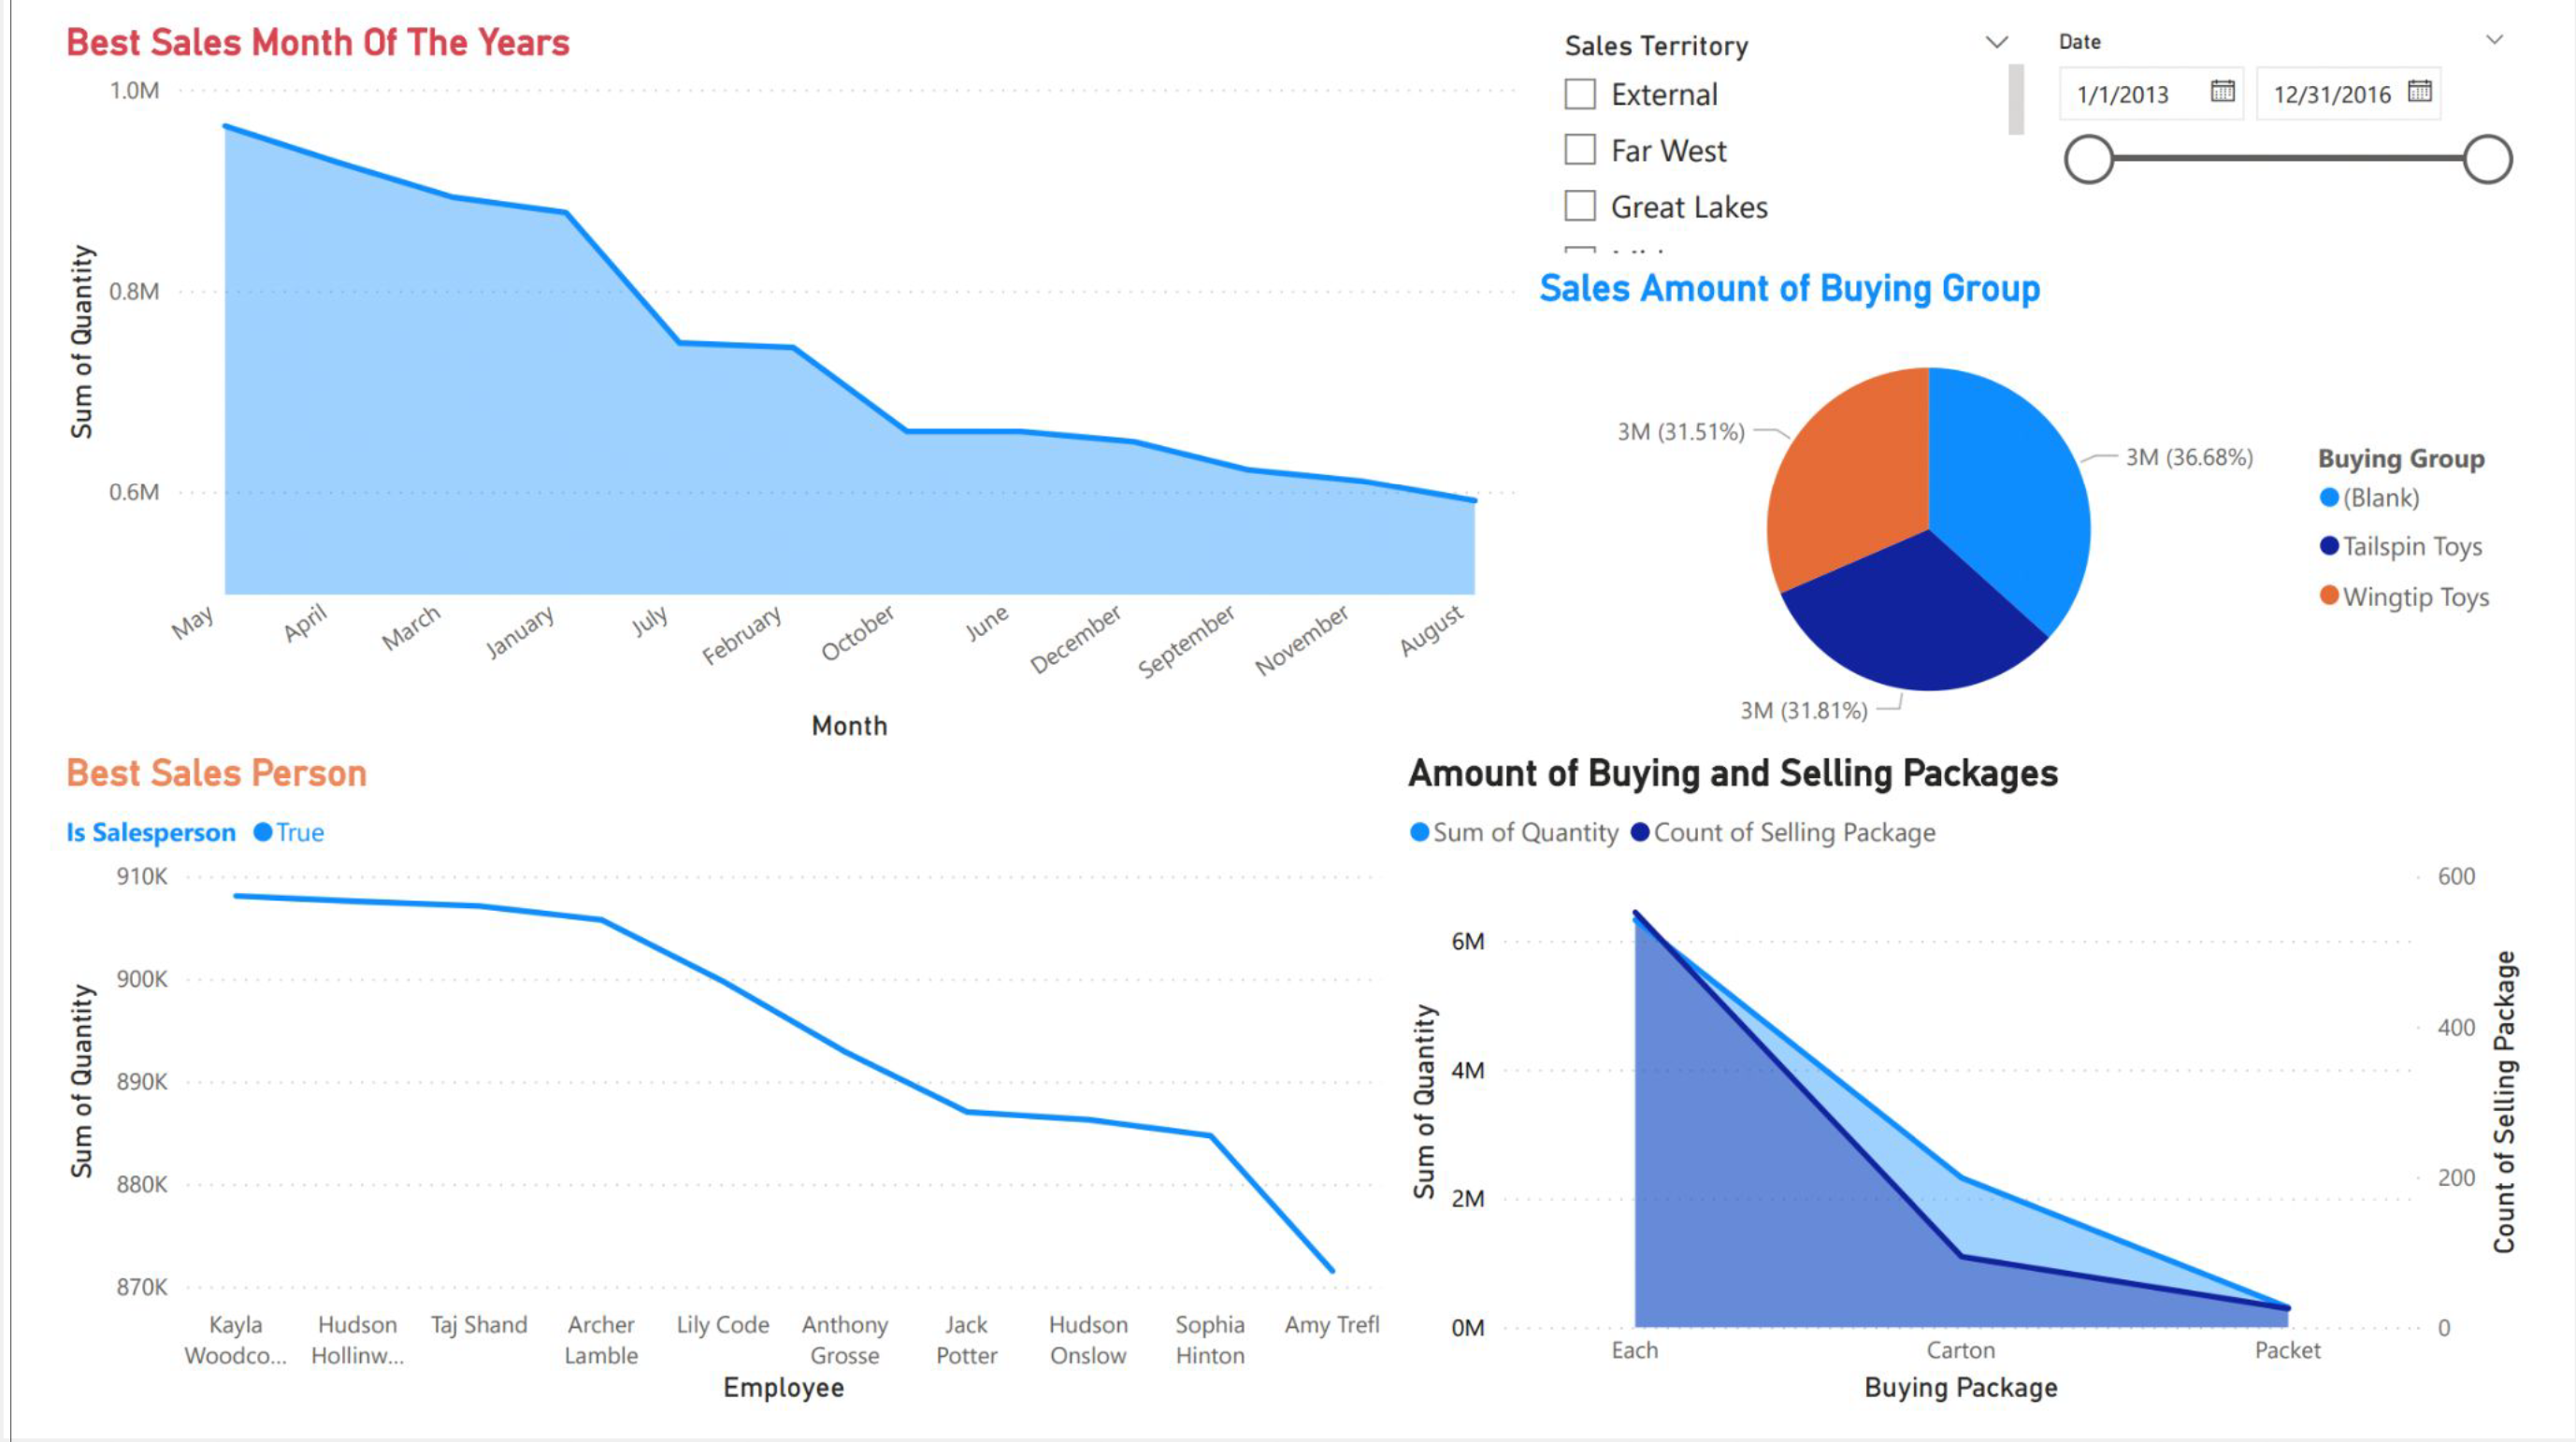 Best Sales Month Of The Years
1.0M
0.8M
0.6M
Sum of Quantity
May
April
March
January
July
February
October
June
December
September
November
August
Month
Sales Territory
External
Far West
Great Lakes
Date
1/1/2013
12/31/2016
Sales Amount of Buying Group
3M (31.51%)
3M (36.68%)
3M (31.81%)
Buying Group
(Blank)
Tailspin Toys
Wingtip Toys
Best Sales Person
Is Salesperson True
910K
900K
890K
880K
870K
Sum of Quantity
Kayla
Woodco...
Hudson
Hollinw...
Taj Shand
Archer
Lamble
Lily Code
Anthony
Grosse
Jack
Potter
Hudson
Onslow
Sophia
Hinton
Amy Trefl
Employee
Amount of Buying and Selling Packages
Sum of Quantity Count of Selling Package
6M
4M
2M
0M
Sum of Quantity
600
400
200
0
Count of Selling Package
Each
Carton
Packet
Buying Package